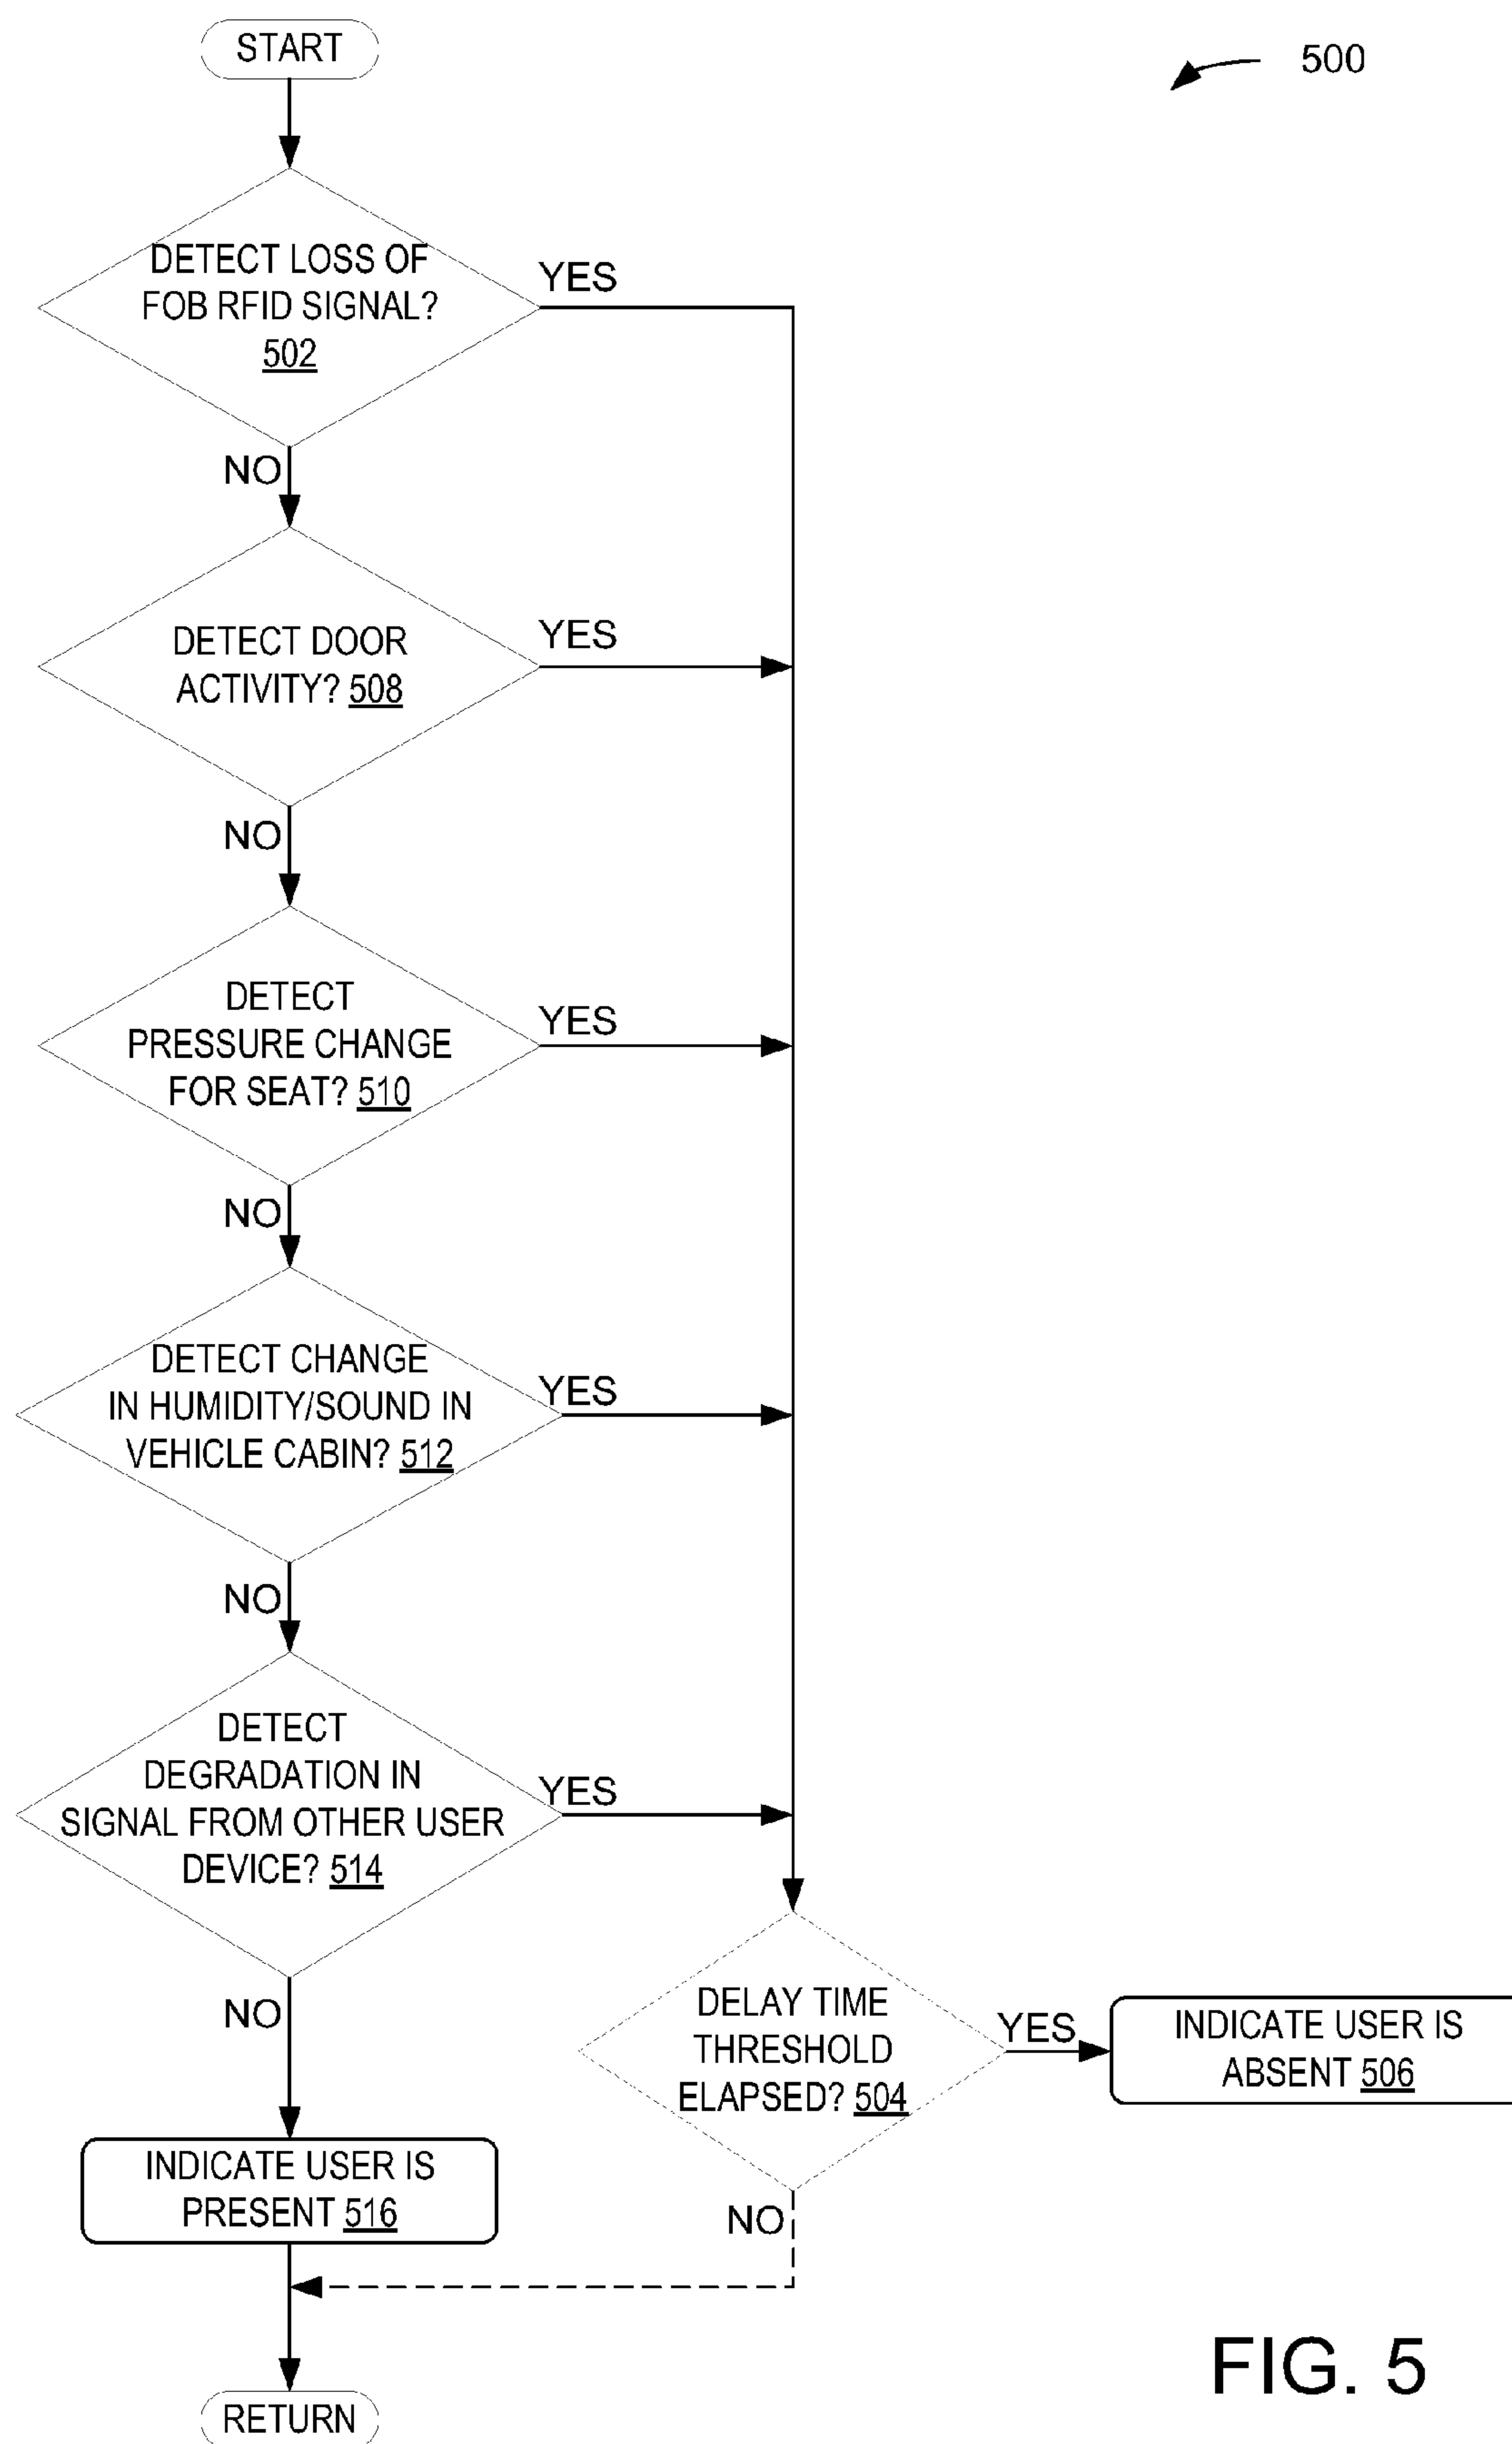 START
500
DETECT LOSS OF
FOB RFID SIGNAL?
502
YES
NO
DETECT DOOR
ACTIVITY? 508
YES
NO
DETECT
PRESSURE CHANGE
FOR SEAT? 510
YES
NO
DETECT CHANGE
IN HUMIDITY/SOUND IN
VEHICLE CABIN? 512
YES
NO
DETECT
DEGRADATION IN
SIGNAL FROM OTHER USER
DEVICE? 514
YES
NO
DELAY TIME
THRESHOLD
ELAPSED? 504
YES
INDICATE USER IS
ABSENT 506
NO
INDICATE USER IS
PRESENT 516
RETURN
FIG. 5